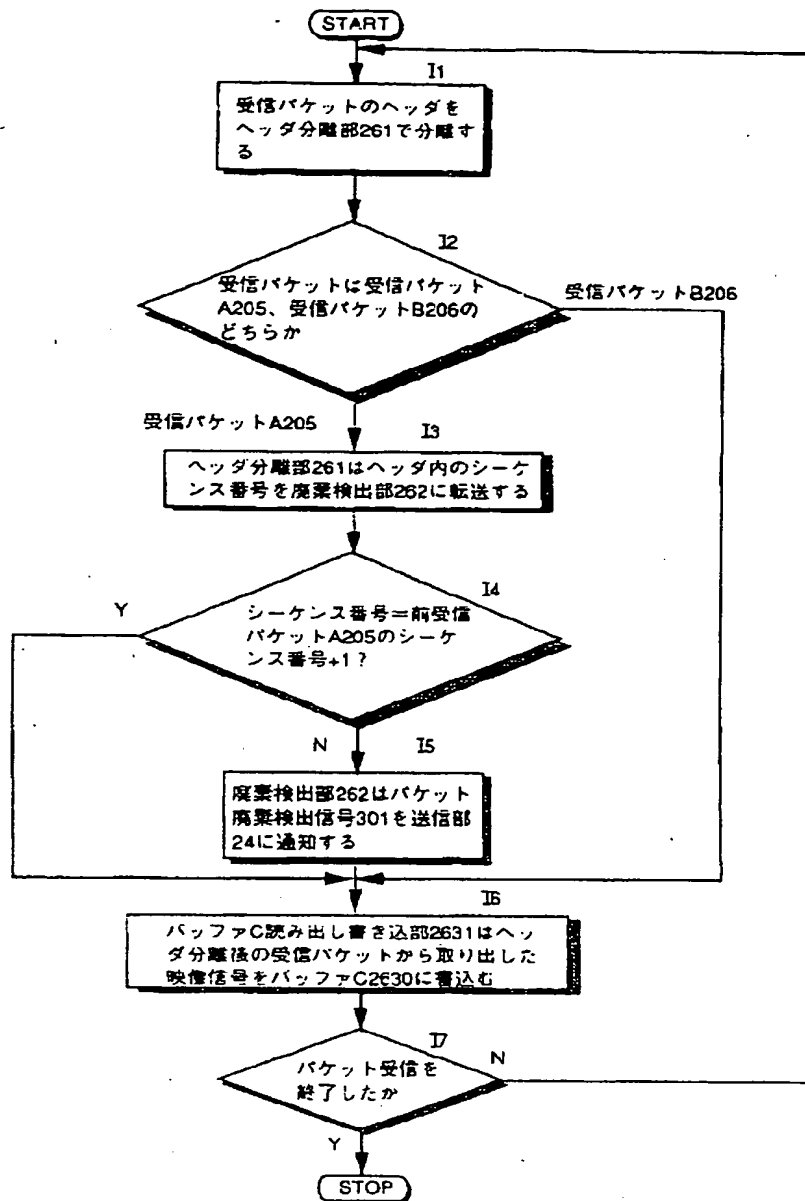 START
I1
受信パケットのヘッダを
ヘッダ分離部261で分離す
る
I2
受信パケットは受信パケット
A205、受信パケットB206の
どちらか
受信パケットB206
受信パケットA205
I3
ヘッダ分離部261はヘッダ内のシーケ
ンス番号を廃棄検出部262に転送する
I4
Y
シーケンス番号＝前受信
パケットA205のシーケ
ンス番号+1？
N
I5
廃棄検出部262はパケット
廃棄検出信号301を送信部
24に通知する
I6
バッファC読み出し書き込部2631はヘッ
ダ分離後の受信パケットから取り出した
映像信号をバッファC2630に書込む
I7
N
パケット受信を
終了したか
Y
STOP